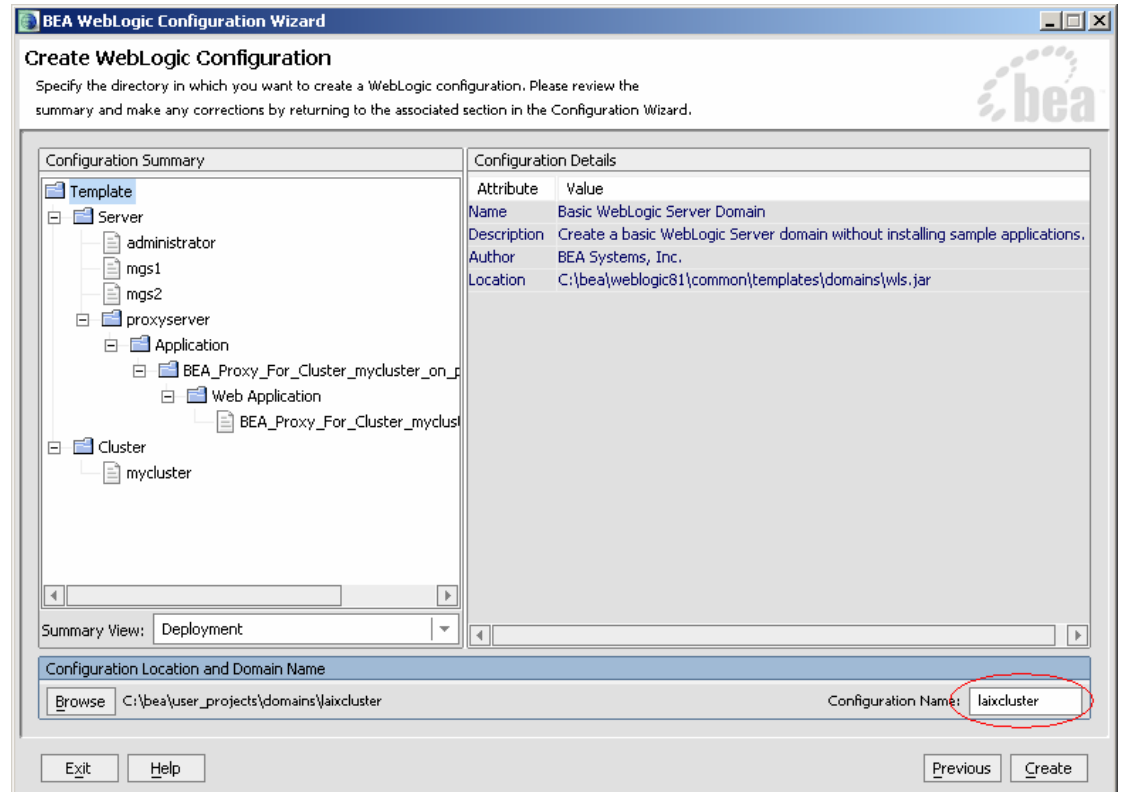 BEA WebLogic Configuration Wizard
Create WebLogic Configuration
Specify the directory in which you want to create a WebLogic configuration. Please review the
summary and make any corrections by returning to the associated section in the Configuration Wizard.
bea
Configuration Summary
Template
Server
administrator
mgs1
mgs2
proxyserver
Application
BEA_Proxy_For_Cluster_mycluster_on_p
Web Application
BEA_Proxy_For_Cluster_myclust
Cluster
mycluster
Summary View: Deployment
Configuration Details
Attribute Value
Name Basic WebLogic Server Domain
Description Create a basic WebLogic Server domain without installing sample applications.
Author BEA Systems, Inc.
Location C:\bea\weblogic81\common\templates\domains\wls.jar
Configuration Location and Domain Name
Browse C:\bea\user_projects\domains\laixcluster Configuration Name: laixcluster
Exit Help Previous Create